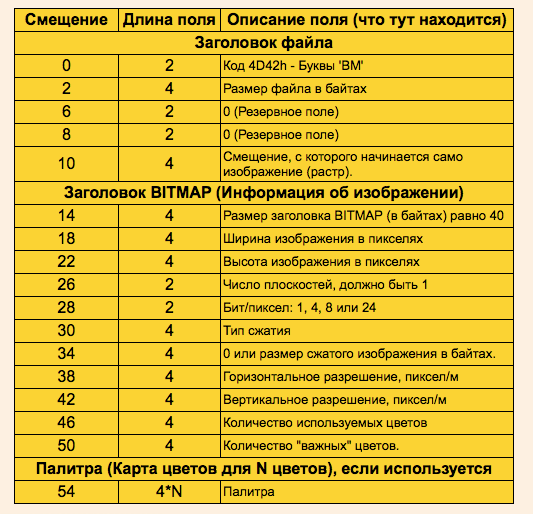 Смещение Длина поля Описание поля (что тут находится)
Заголовок файла
0 2 Код 4D42h - Буквы 'BM'
2 4 Размер файла в байтах
6 2 0 (Резервное поле)
8 2 0 (Резервное поле)
10 4 Смещение, с которого начинается само
изображение (растр).
Заголовок BITMAP (Информация об изображении)
14 4 Размер заголовка BITMAP (в байтах) равно 40
18 4 Ширина изображения в пикселях
22 4 Высота изображения в пикселях
26 2 Число плоскостей, должно быть 1
28 2 Бит/пиксел: 1, 4, 8 или 24
30 4 Тип сжатия
34 4 0 или размер сжатого изображения в байтах.
38 4 Горизонтальное разрешение, пиксел/м
42 4 Вертикальное разрешение, пиксел/м
46 4 Количество используемых цветов
50 4 Количество "важных" цветов.
Палитра (Карта цветов для N цветов), если используется
54 4*N Палитра